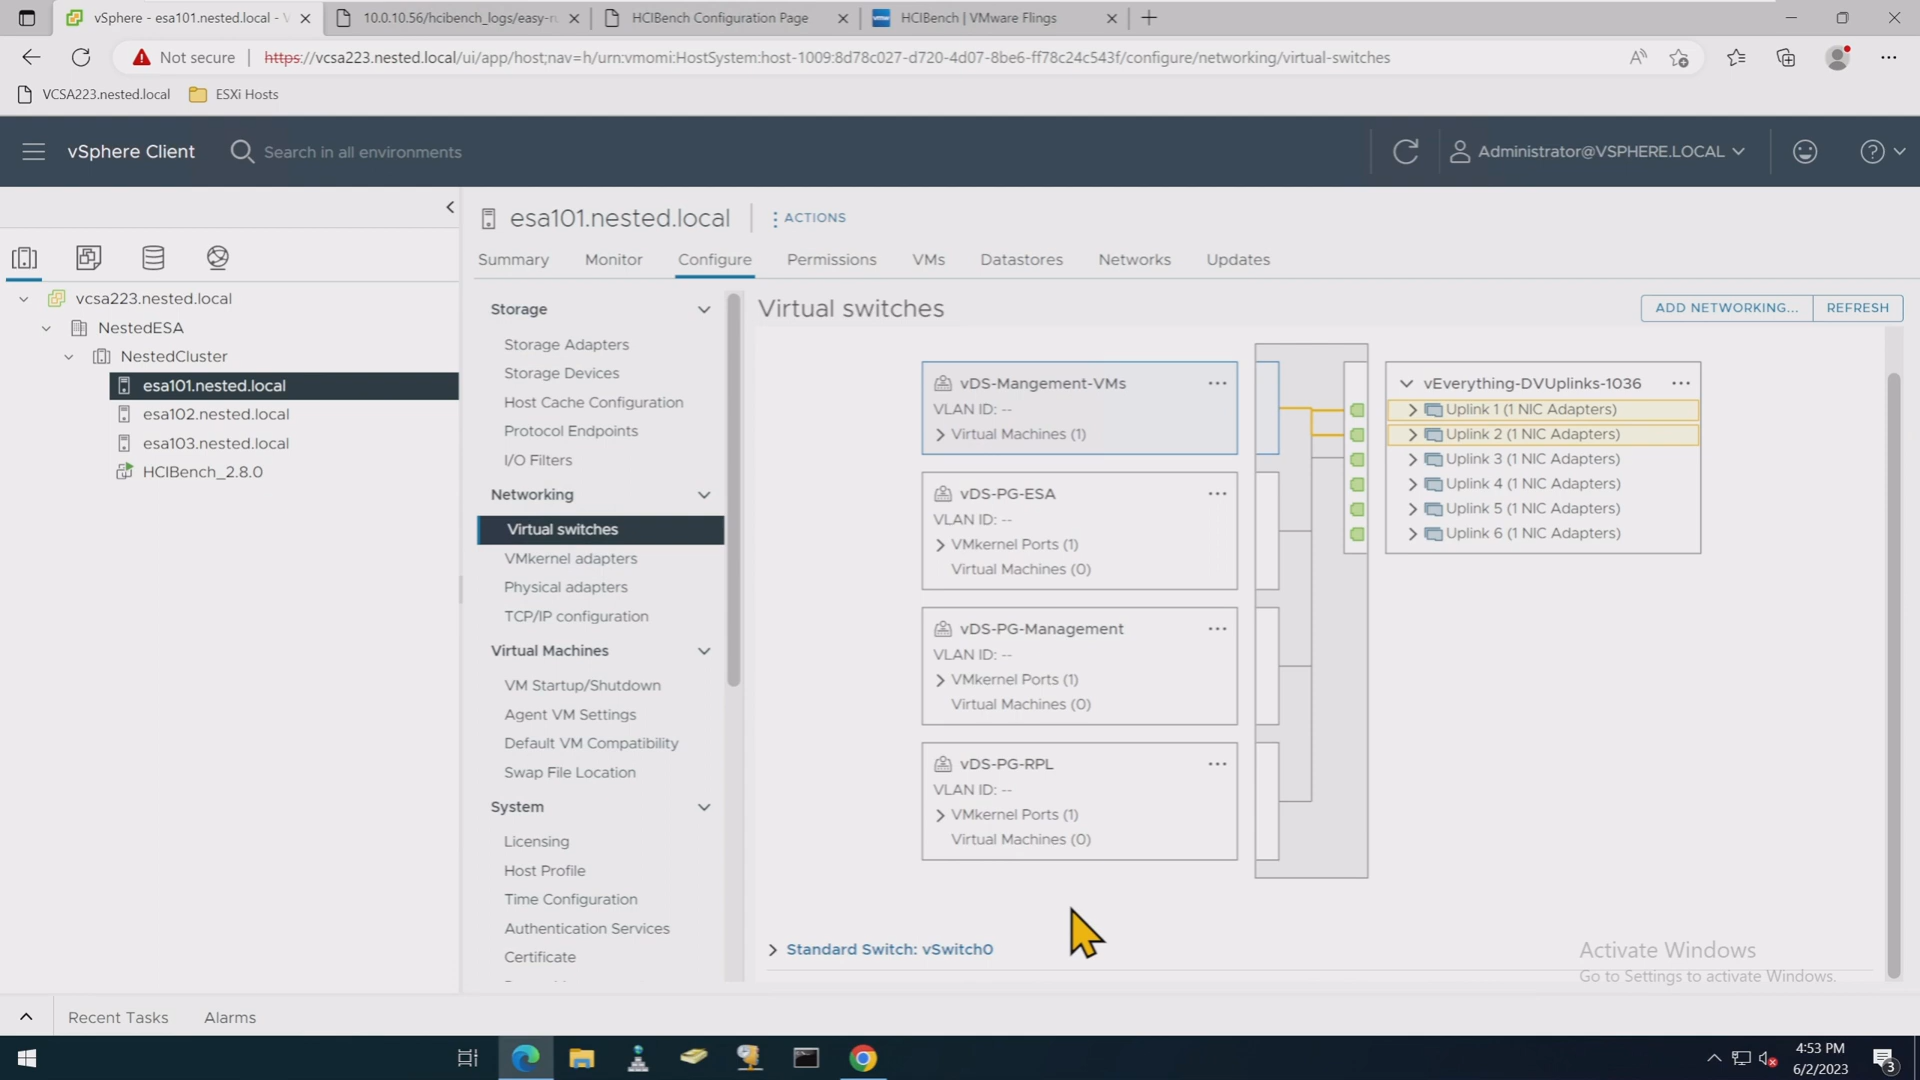 vSphere - esa101.nested.local - V
10.0.10.56/hcibench_logs/easy-ru
HCIBench Configuration Page
HCIBench | VMware Flings
Not secure
https://vcsa223.nested.local/ui/app/host;nav=h/urn:vmomi:HostSystem:host-1009:8d78c027-d720-4d07-8be6-ff78c24c543f/configure/networking/virtual-switches
VCSA223.nested.local
ESXi Hosts
vSphere Client
Search in all environments
Administrator@VSPHERE.LOCAL
vcsa223.nested.local
NestedESA
NestedCluster
esa101.nested.local
esa102.nested.local
esa103.nested.local
HCIBench_2.8.0
esa101.nested.local
ACTIONS
Summary
Monitor
Configure
Permissions
VMs
Datastores
Networks
Updates
Storage
Storage Adapters
Storage Devices
Host Cache Configuration
Protocol Endpoints
I/O Filters
Networking
Virtual switches
VMkernel adapters
Physical adapters
TCP/IP configuration
Virtual Machines
VM Startup/Shutdown
Agent VM Settings
Default VM Compatibility
Swap File Location
System
Licensing
Host Profile
Time Configuration
Authentication Services
Certificate
Virtual switches
ADD NETWORKING...
REFRESH
vDS-Mangement-VMs
VLAN ID: --
Virtual Machines (1)
vDS-PG-ESA
VLAN ID: --
VMkernel Ports (1)
Virtual Machines (0)
vDS-PG-Management
VLAN ID: --
VMkernel Ports (1)
Virtual Machines (0)
vDS-PG-RPL
VLAN ID: --
VMkernel Ports (1)
Virtual Machines (0)
vEverything-DVUplinks-1036
Uplink 1 (1 NIC Adapters)
Uplink 2 (1 NIC Adapters)
Uplink 3 (1 NIC Adapters)
Uplink 4 (1 NIC Adapters)
Uplink 5 (1 NIC Adapters)
Uplink 6 (1 NIC Adapters)
Standard Switch: vSwitch0
Activate Windows
Go to Settings to activate Windows.
Recent Tasks
Alarms
4:53 PM
6/2/2023
3